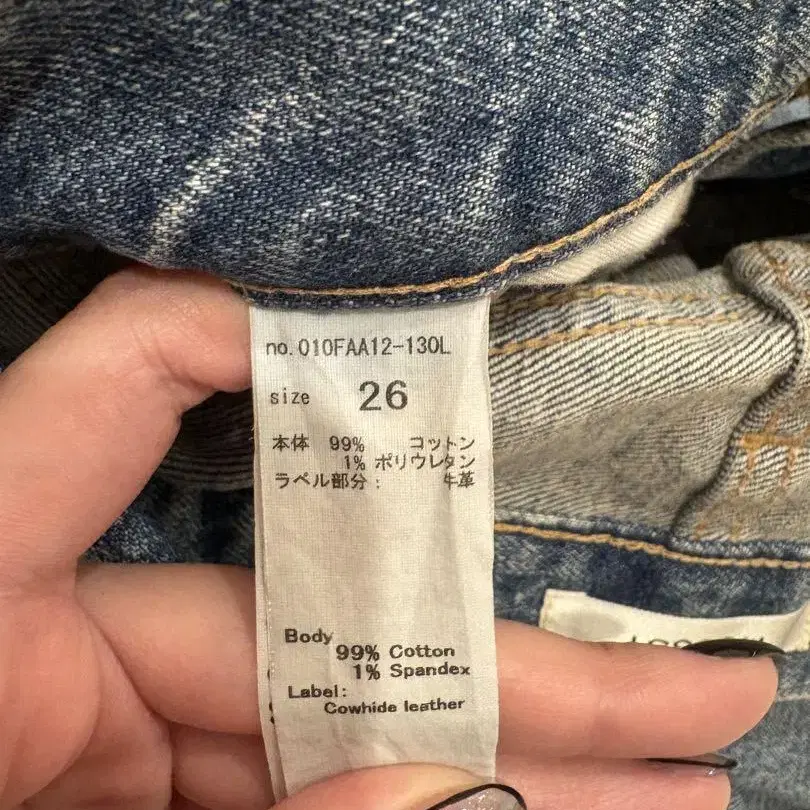 no. 010FAA12-130L
size 26
本体 99% コットン
1% ポリウレタン
ラベル部分: 牛革
Body
99% Cotton
1% Spandex
Label:
Cowhide leather